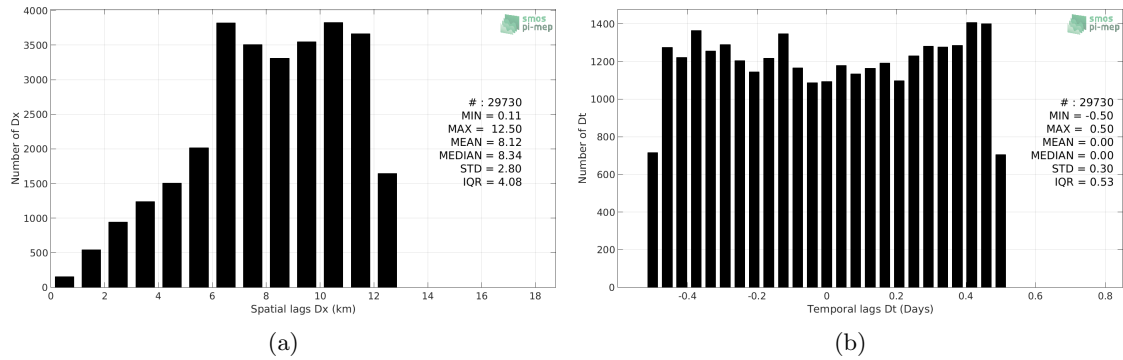 smos
pi-mep
4000
3500
3000
2500
2000
1500
1000
500
0
Number of Dx
# : 29730
MIN = 0.11
MAX = 12.50
MEAN = 8.12
MEDIAN = 8.34
STD = 2.80
IQR = 4.08
0 2 4 6 8 10 12 14 16 18
Spatial lags Dx (km)
(a)
smos
pi-mep
1400
1200
1000
800
600
400
200
0
Number of Dt
# : 29730
MIN = -0.50
MAX = 0.50
MEAN = 0.00
MEDIAN = 0.00
STD = 0.30
IQR = 0.53
-0.4 -0.2 0 0.2 0.4 0.6 0.8
Temporal lags Dt (Days)
(b)